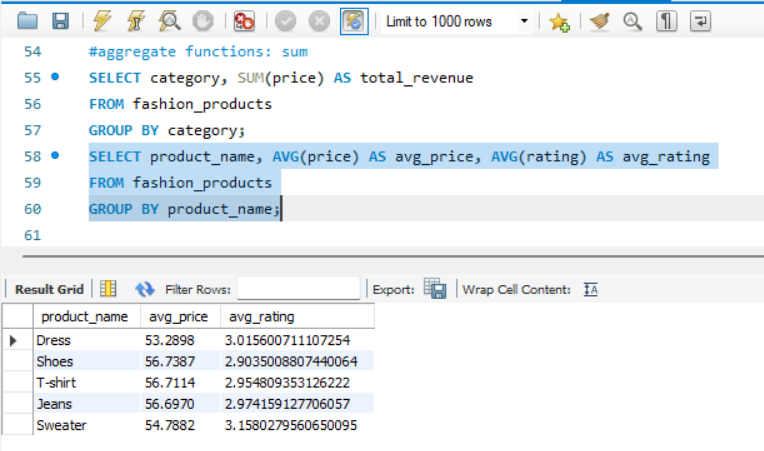 Limit to 1000 rows
54 #aggregate functions: sum
55 SELECT category, SUM(price) AS total_revenue
56 FROM fashion_products
57 GROUP BY category;
58 SELECT product_name, AVG(price) AS avg_price, AVG(rating) AS avg_rating
59 FROM fashion_products
60 GROUP BY product_name;
61
Result Grid Filter Rows: Export: Wrap Cell Content: IA
product_name avg_price avg_rating
Dress 53.2898 3.015600711107254
Shoes 56.7387 2.9035008807440064
T-shirt 56.7114 2.954809353126222
Jeans 56.6970 2.974159127706057
Sweater 54.7882 3.1580279560650095